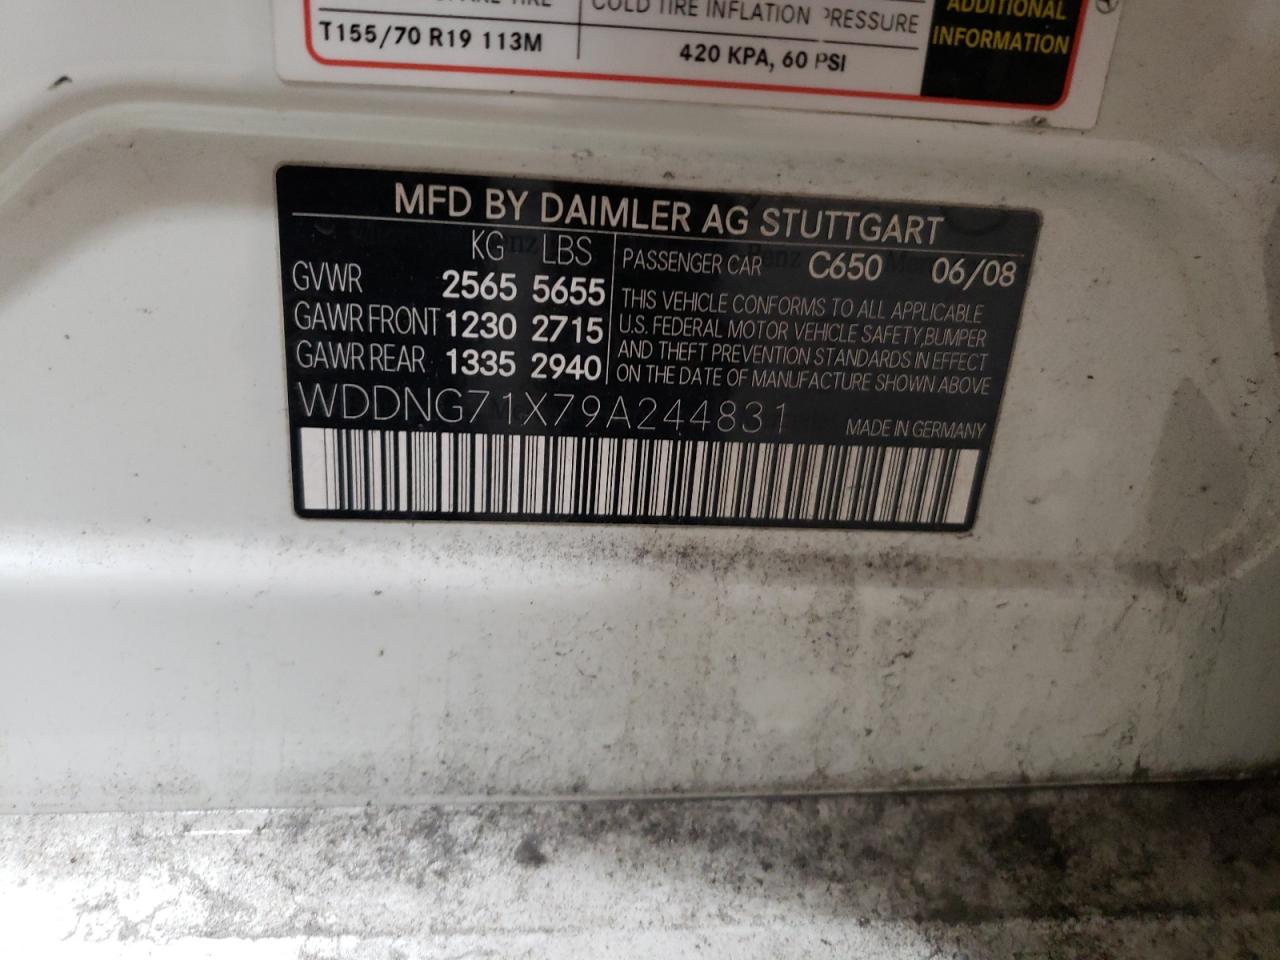 TIRE
COLD TIRE INFLATION PRESSURE
ADDITIONAL
INFORMATION
T155/70 R19 113M
420 KPA, 60 PSI
MFD BY DAIMLER AG STUTTGART
KG LBS
GVWR 2565 5655
GAWR FRONT 1230 2715
GAWR REAR 1335 2940
PASSENGER CAR C650 06/08
THIS VEHICLE CONFORMS TO ALL APPLICABLE
U.S. FEDERAL MOTOR VEHICLE SAFETY,BUMPER
AND THEFT PREVENTION STANDARDS IN EFFECT
ON THE DATE OF MANUFACTURE SHOWN ABOVE
WDDNG71X79A244831
MADE IN GERMANY